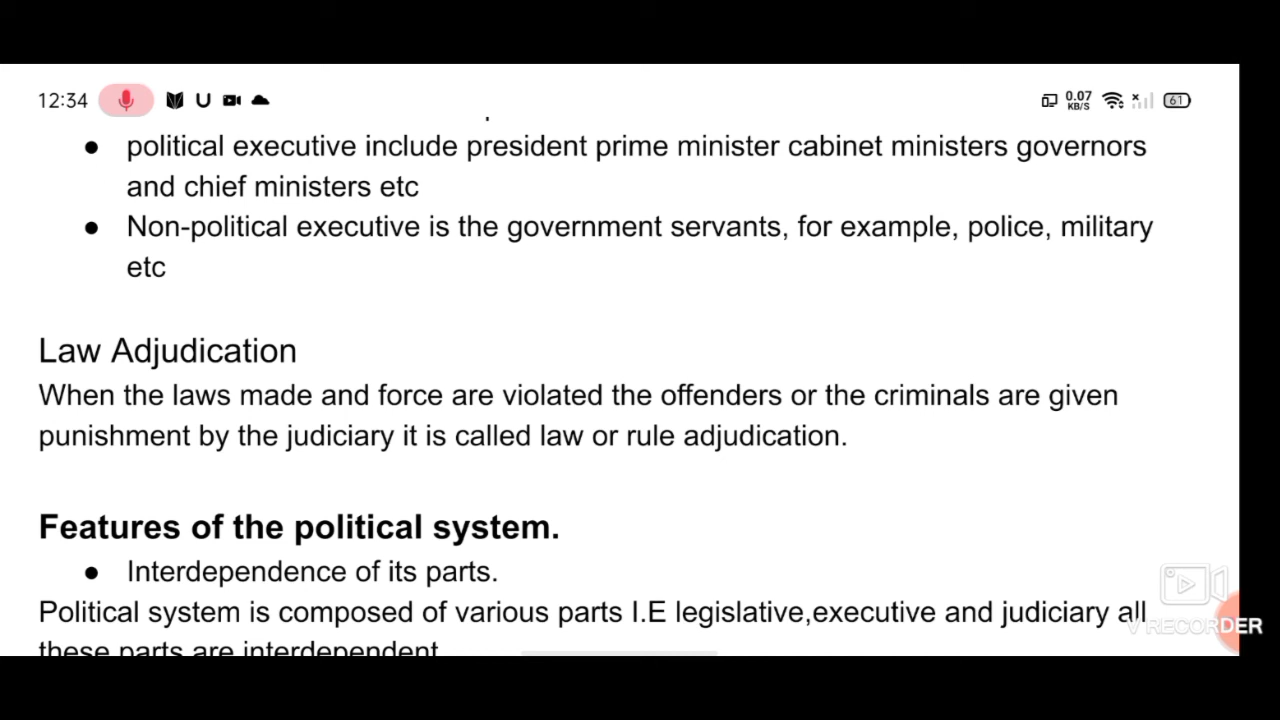 12:34 0.07 KB/S 61
● political executive include president prime minister cabinet ministers governors
and chief ministers etc
● Non-political executive is the government servants, for example, police, military
etc
Law Adjudication
When the laws made and force are violated the offenders or the criminals are given
punishment by the judiciary it is called law or rule adjudication.
Features of the political system.
● Interdependence of its parts.
Political system is composed of various parts I.E legislative,executive and judiciary all
these parts are interdependent
V RECORDER